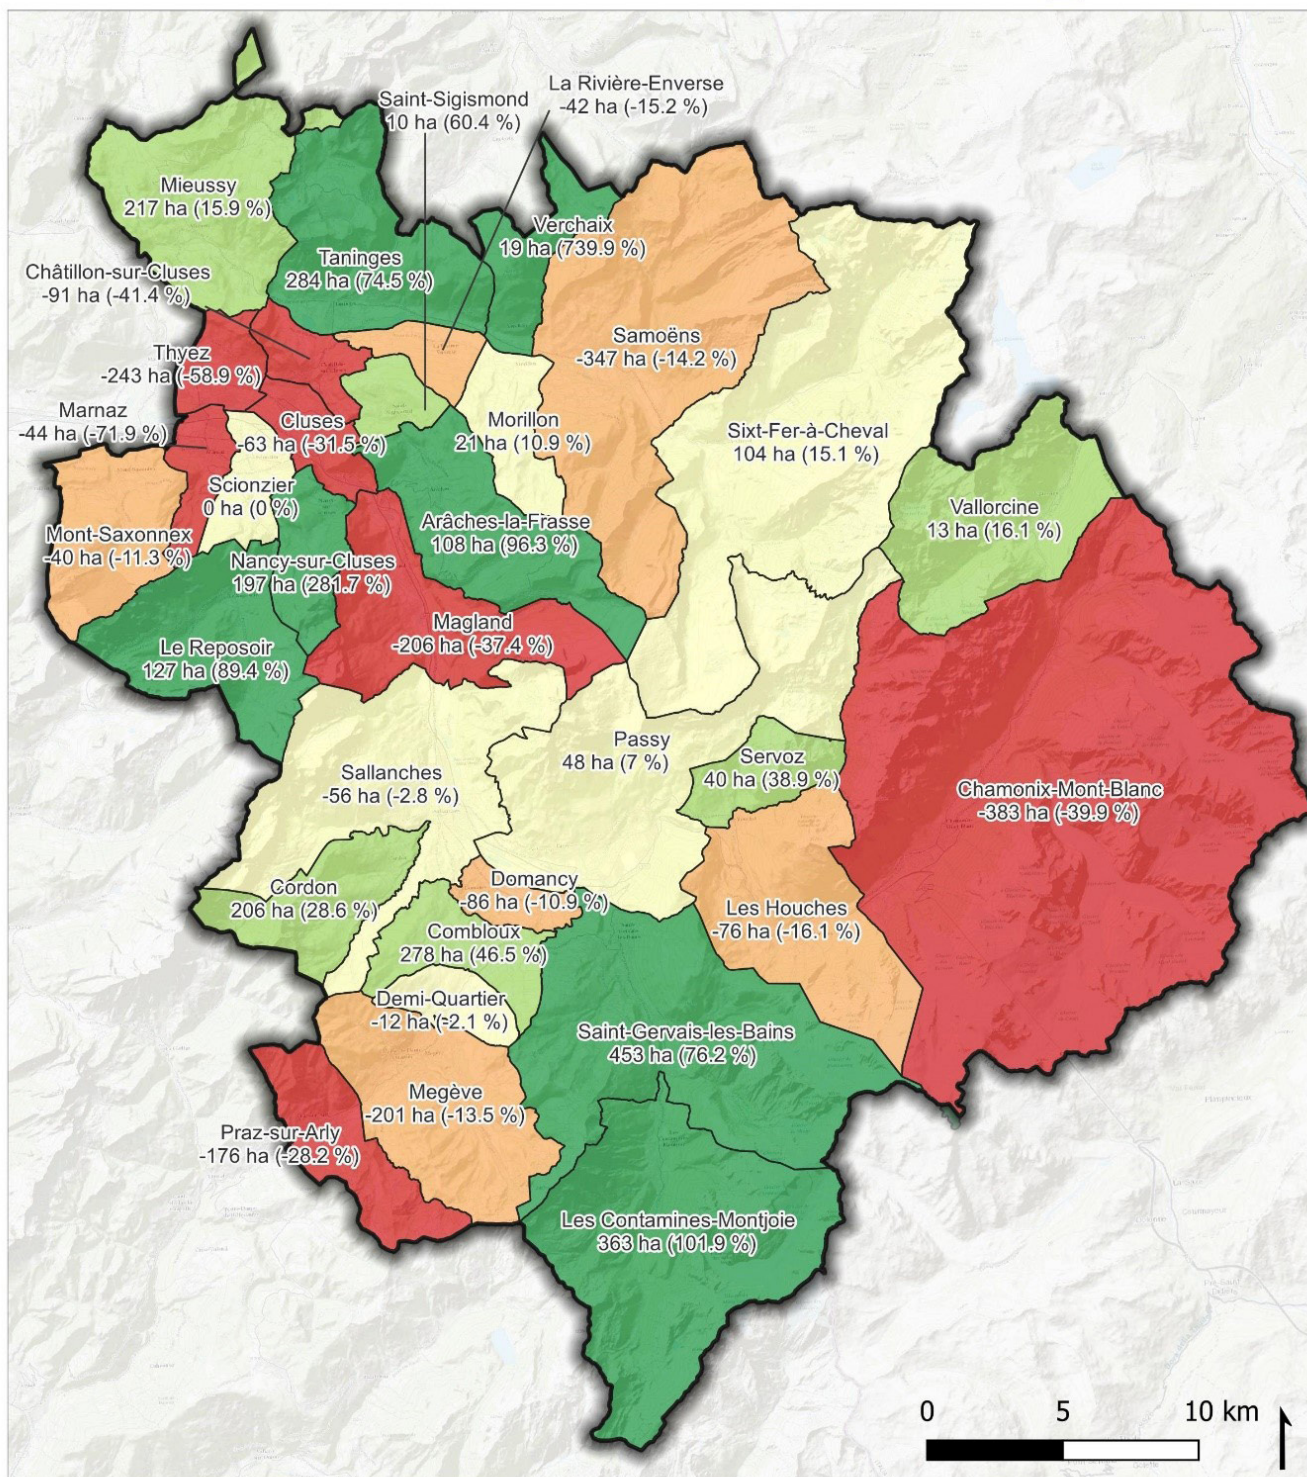 La Rivière-Enverse
-42 ha (-15.2 %)
Saint-Sigismond
10 ha (60.4 %)
Mieussy
217 ha (15.9 %)
Verchaix
19 ha (739.9 %)
Taninges
284 ha (74.5 %)
Châtillon-sur-Cluses
-91 ha (-41.4 %)
Samoëns
-347 ha (-14.2 %)
Thyez
-243 ha (-58.9 %)
Marnaz
-44 ha (-71.9 %)
Cluses
-63 ha (-31.5 %)
Morillon
21 ha (10.9 %)
Sixt-Fer-à-Cheval
104 ha (15.1 %)
Scionzier
0 ha (0 %)
Vallorcine
13 ha (16.1 %)
Arâches-la-Frasse
108 ha (96.3 %)
Mont-Saxonnex
-40 ha (-11.3 %)
Nancy-sur-Cluses
197 ha (281.7 %)
Magland
-206 ha (-37.4 %)
Le Reposoir
127 ha (89.4 %)
Passy
48 ha (7 %)
Servoz
40 ha (38.9 %)
Sallanches
-56 ha (-2.8 %)
Chamonix-Mont-Blanc
-383 ha (-39.9 %)
Domancy
-86 ha (-10.9 %)
Cordon
206 ha (28.6 %)
Les Houches
-76 ha (-16.1 %)
Combloux
278 ha (46.5 %)
Demi-Quartier
-12 ha (-2.1 %)
Saint-Gervais-les-Bains
453 ha (76.2 %)
Megève
-201 ha (-13.5 %)
Praz-sur-Arly
-176 ha (-28.2 %)
Les Contamines-Montjoie
363 ha (101.9 %)
0 5 10 km